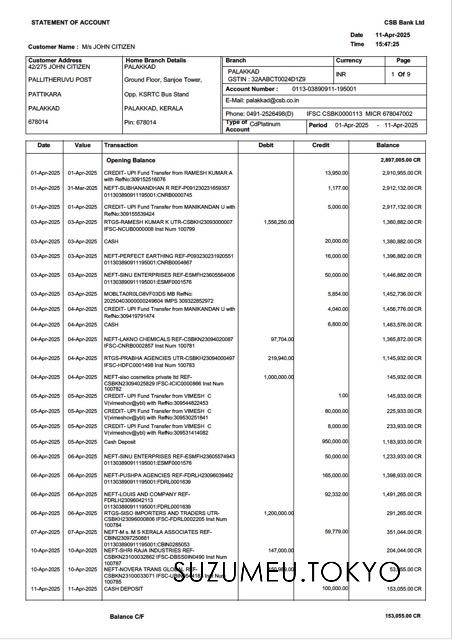 STATEMENT OF ACCOUNT
CSB Bank Ltd
Date 11-Apr-2025
Time 15:47:25
Customer Name : M/s JOHN CITIZEN
Customer Address Home Branch Details Branch Currency Page
42/275 JOHN CITIZEN PALAKKAD PALAKKAD INR 1 Of 9
PALLITHERUVU POST Ground Floor, Sanjoe Tower, GSTIN : 32AABCT0024D1Z9
PATTIKARA Opp. KSRTC Bus Stand Account Number : 0113-03890911-195001
E-Mail: palakkad@csb.co.in
PALAKKAD PALAKKAD, KERALA Phone: 0491-2526498(D) IFSC CSBK0000113 MICR 678047002
678014 Pin: 678014 Type of Account CdPlatinum Period 01-Apr-2025 - 11-Apr-2025
Date Value Transaction Debit Credit Balance
Opening Balance 2,897,005.00 CR
01-Apr-2025 01-Apr-2025 CREDIT- UPI Fund Transfer from RAMESH KUMAR A 13,950.00 2,910,955.00 CR
with RefNo:309152516076
01-Apr-2025 31-Mar-2025 NEFT-SUBHANANDHAN R REF-P091230231659357 1,177.00 2,912,132.00 CR
011303890911195001:CNRB0000745
01-Apr-2025 01-Apr-2025 CREDIT- UPI Fund Transfer from MANIKANDAN U with 5,000.00 2,917,132.00 CR
RefNo:309155539424
03-Apr-2025 03-Apr-2025 RTGS-RAMESH KUMAR K UTR-CSBKH23093000007 1,556,250.00 1,360,882.00 CR
IFSC-NCUB0000008 Inst Num 100799
03-Apr-2025 03-Apr-2025 CASH 20,000.00 1,380,882.00 CR
03-Apr-2025 03-Apr-2025 NEFT-PERFECT EARTHING REF-P093230231920551 16,000.00 1,396,882.00 CR
011303890911195001:CNRB0004667
03-Apr-2025 03-Apr-2025 NEFT-SINU ENTERPRISES REF-ESMFH23605564006 50,000.00 1,446,882.00 CR
011303890911195001:ESMF0001576
03-Apr-2025 03-Apr-2025 5,854.00 1,452,736.00 CR
20250403000000249604 IMPS 309322852972
04-Apr-2025 04-Apr-2025 CREDIT- UPI Fund Transfer from MANIKANDAN U with 4,040.00 1,456,776.00 CR
RefNo:309419791474
04-Apr-2025 04-Apr-2025 CASH 6,800.00 1,463,576.00 CR
04-Apr-2025 04-Apr-2025 NEFT-LAKNO CHEMICALS REF-CSBKN23094020087 97,704.00 1,365,872.00 CR
IFSC-CNRB0002857 Inst Num 100781
04-Apr-2025 04-Apr-2025 RTGS-PRABHA AGENCIES UTR-CSBKH23094000497 219,940.00 1,145,932.00 CR
IFSC-HDFC0001498 Inst Num 100783
04-Apr-2025 04-Apr-2025 NEFT-siso cosmetics private ltd REF- 1,000,000.00 145,932.00 CR
CSBKN23094025829 IFSC-ICIC0000866 Inst Num
100782
05-Apr-2025 05-Apr-2025 CREDIT- UPI Fund Transfer from VIMESH C 1.00 145,933.00 CR
V(vimeshov@ybl) with RefNo:309544822453
05-Apr-2025 05-Apr-2025 CREDIT- UPI Fund Transfer from VIMESH C 80,000.00 225,933.00 CR
V(vimeshov@ybl) with RefNo:309530251841
05-Apr-2025 05-Apr-2025 CREDIT- UPI Fund Transfer from VIMESH C 8,000.00 233,933.00 CR
V(vimeshov@ybl) with RefNo:309531414082
05-Apr-2025 05-Apr-2025 Cash Deposit 950,000.00 1,183,933.00 CR
06-Apr-2025 06-Apr-2025 NEFT-SINU ENTERPRISES REF-ESMFH23605574943 50,000.00 1,233,933.00 CR
011303890911195001:ESMF0001576
06-Apr-2025 06-Apr-2025 NEFT-PUSHPA AGENCIES REF-FDRLH23096039462 165,000.00 1,398,933.00 CR
011303890911195001:FDRL0001639
06-Apr-2025 06-Apr-2025 NEFT-LOUIS AND COMPANY REF- 92,332.00 1,491,265.00 CR
FDRLH23096042113
011303890911195001:FDRL0001639
06-Apr-2025 06-Apr-2025 RTGS-SISO IMPORTERS AND TRADERS UTR- 1,200,000.00 291,265.00 CR
CSBKH23096000806 IFSC-FDRL0002205 Inst Num
100784
07-Apr-2025 07-Apr-2025 NEFT-M s. M S KERALA ASSOCIATES REF- 59,779.00 351,044.00 CR
CBIN23097250681
011303890911195001:CBIN0285053
10-Apr-2025 10-Apr-2025 NEFT-SHRI RAJA INDUSTRIES REF- 147,000.00 204,044.00 CR
CSBKN23100032862 IFSC-DBSS0IN0490 Inst Num
100787
10-Apr-2025 10-Apr-2025 NEFT-NOVERA TRANS GLOBAL REF-
CSBKN23100033071 Inst Num
100785
11-Apr-2025 11-Apr-2025 CASH DEPOSIT 100,000.00 153,055.00 CR
SUZUMEU.TOKYO
Balance C/F 153,055.00 CR